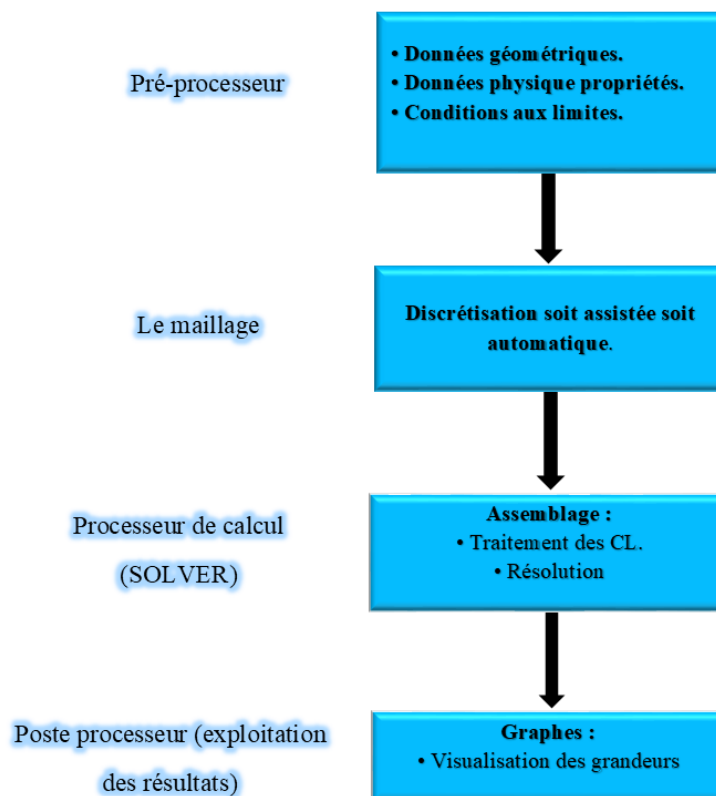 Pré-processeur
• Données géométriques.
• Données physique propriétés.
• Conditions aux limites.
Le maillage
Discrétisation soit assistée soit
automatique.
Processeur de calcul
(SOLVER)
Assemblage :
• Traitement des CL.
• Résolution
Poste processeur (exploitation
des résultats)
Graphes :
• Visualisation des grandeurs